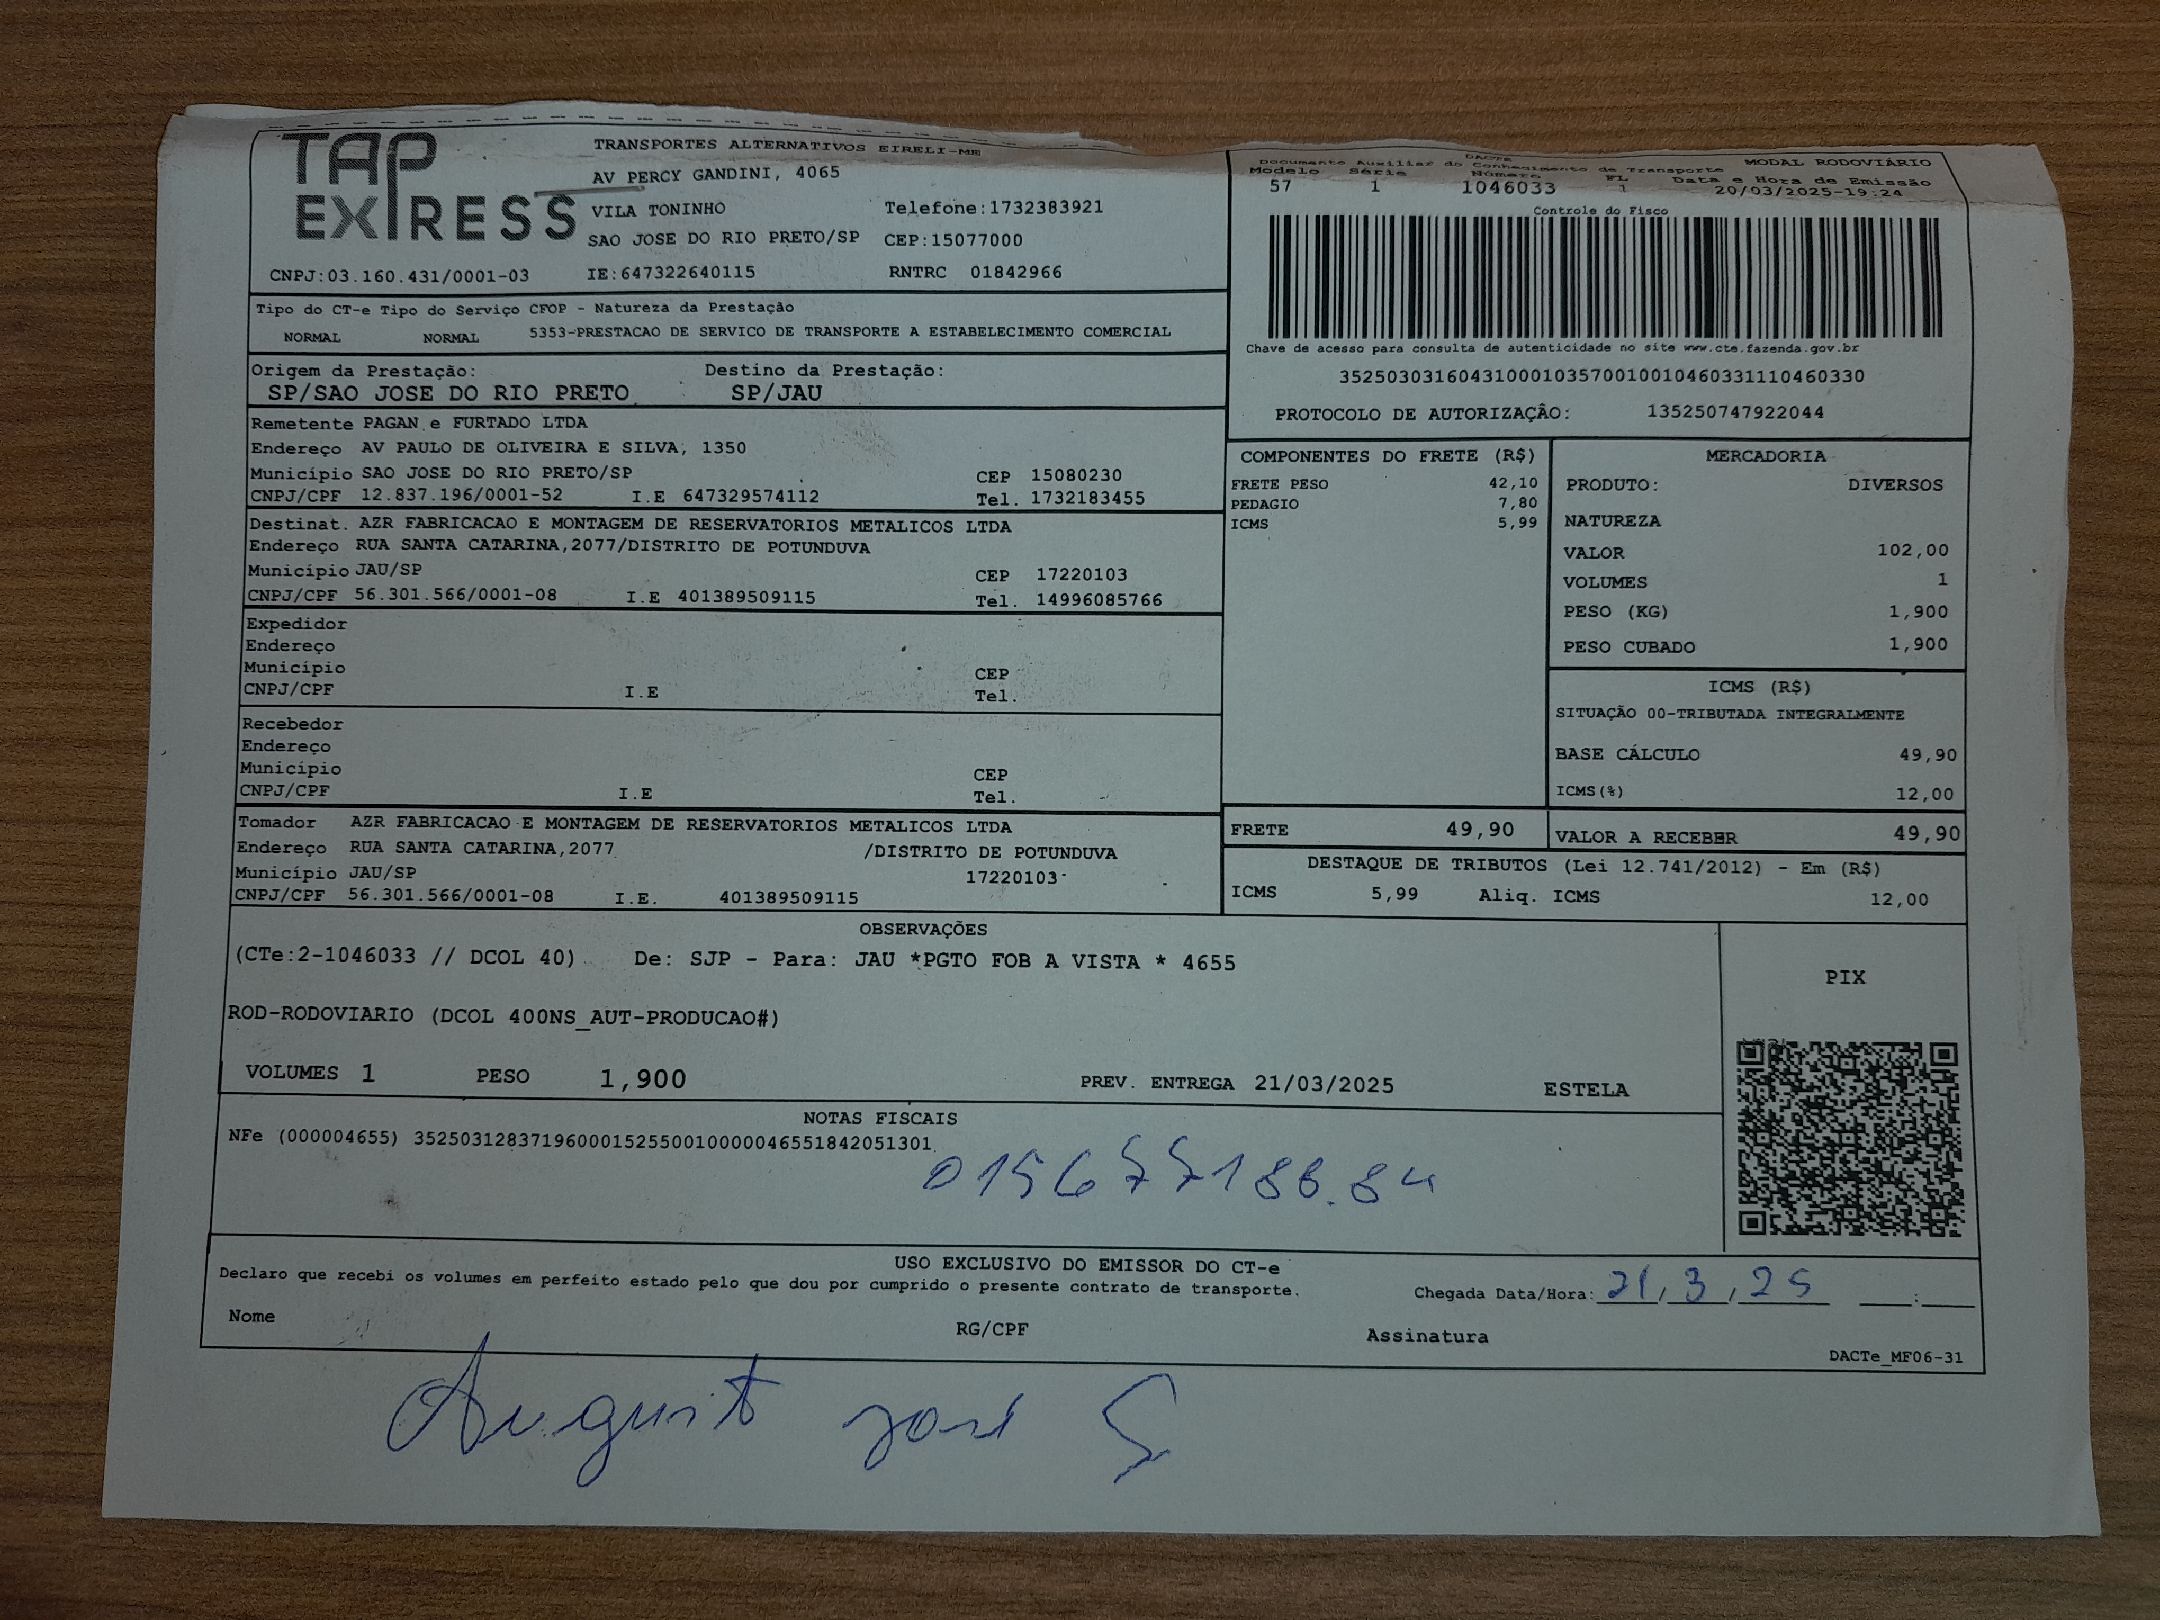 TAP EXPRESS
TRANSPORTES ALTERNATIVOS EIRELI-ME
AV PERCY GANDINI, 4065
VILA TONINHO Telefone:1732383921
SAO JOSE DO RIO PRETO/SP CEP:15077000
CNPJ:03.160.431/0001-03 IE:647322640115 RNTRC 01842966
DACTE MODAL RODOVIÁRIO
Documento Auxiliar do Conhecimento de Transporte
Modelo Série Número FL Data e Hora de Emissão
57 1 1046033 1 20/03/2025-19:24
Controle do Fisco
Chave de acesso para consulta de autenticidade no site www.cte.fazenda.gov.br
35250303160431000103570010010460331110460330
PROTOCOLO DE AUTORIZAÇÃO: 135250747922044
Tipo do CT-e Tipo do Serviço CFOP - Natureza da Prestação
NORMAL NORMAL 5353-PRESTACAO DE SERVICO DE TRANSPORTE A ESTABELECIMENTO COMERCIAL
Origem da Prestação: Destino da Prestação:
SP/SAO JOSE DO RIO PRETO SP/JAU
Remetente PAGAN e FURTADO LTDA
Endereço AV PAULO DE OLIVEIRA E SILVA, 1350
Município SAO JOSE DO RIO PRETO/SP CEP 15080230
CNPJ/CPF 12.837.196/0001-52 I.E 647329574112 Tel. 1732183455
Destinat. AZR FABRICACAO E MONTAGEM DE RESERVATORIOS METALICOS LTDA
Endereço RUA SANTA CATARINA,2077/DISTRITO DE POTUNDUVA
Município JAU/SP CEP 17220103
CNPJ/CPF 56.301.566/0001-08 I.E 401389509115 Tel. 14996085766
Expedidor
Endereço
Município CEP
CNPJ/CPF I.E Tel.
Recebedor
Endereço
Município CEP
CNPJ/CPF I.E Tel.
Tomador AZR FABRICACAO E MONTAGEM DE RESERVATORIOS METALICOS LTDA
Endereço RUA SANTA CATARINA,2077 /DISTRITO DE POTUNDUVA
Município JAU/SP 17220103
CNPJ/CPF 56.301.566/0001-08 I.E. 401389509115
COMPONENTES DO FRETE (R$)
FRETE PESO 42,10
PEDAGIO 7,80
ICMS 5,99
MERCADORIA
PRODUTO: DIVERSOS
NATUREZA
VALOR 102,00
VOLUMES 1
PESO (KG) 1,900
PESO CUBADO 1,900
ICMS (R$)
SITUAÇÃO 00-TRIBUTADA INTEGRALMENTE
BASE CÁLCULO 49,90
ICMS(%) 12,00
FRETE 49,90 VALOR A RECEBER 49,90
DESTAQUE DE TRIBUTOS (Lei 12.741/2012) - Em (R$)
ICMS 5,99 Aliq. ICMS 12,00
OBSERVAÇÕES
(CTe:2-1046033 // DCOL 40) De: SJP - Para: JAU *PGTO FOB A VISTA * 4655
ROD-RODOVIARIO (DCOL 400NS_AUT-PRODUCAO#)
VOLUMES 1 PESO 1,900 PREV. ENTREGA 21/03/2025 ESTELA
PIX
NOTAS FISCAIS
NFe (000004655) 35250312837196000152550010000046551842051301
015677188.84
USO EXCLUSIVO DO EMISSOR DO CT-e
Declaro que recebi os volumes em perfeito estado pelo que dou por cumprido o presente contrato de transporte.
Chegada Data/Hora: 21, 3, 25 :
Nome RG/CPF Assinatura
DACTe_MF06-31
August José S